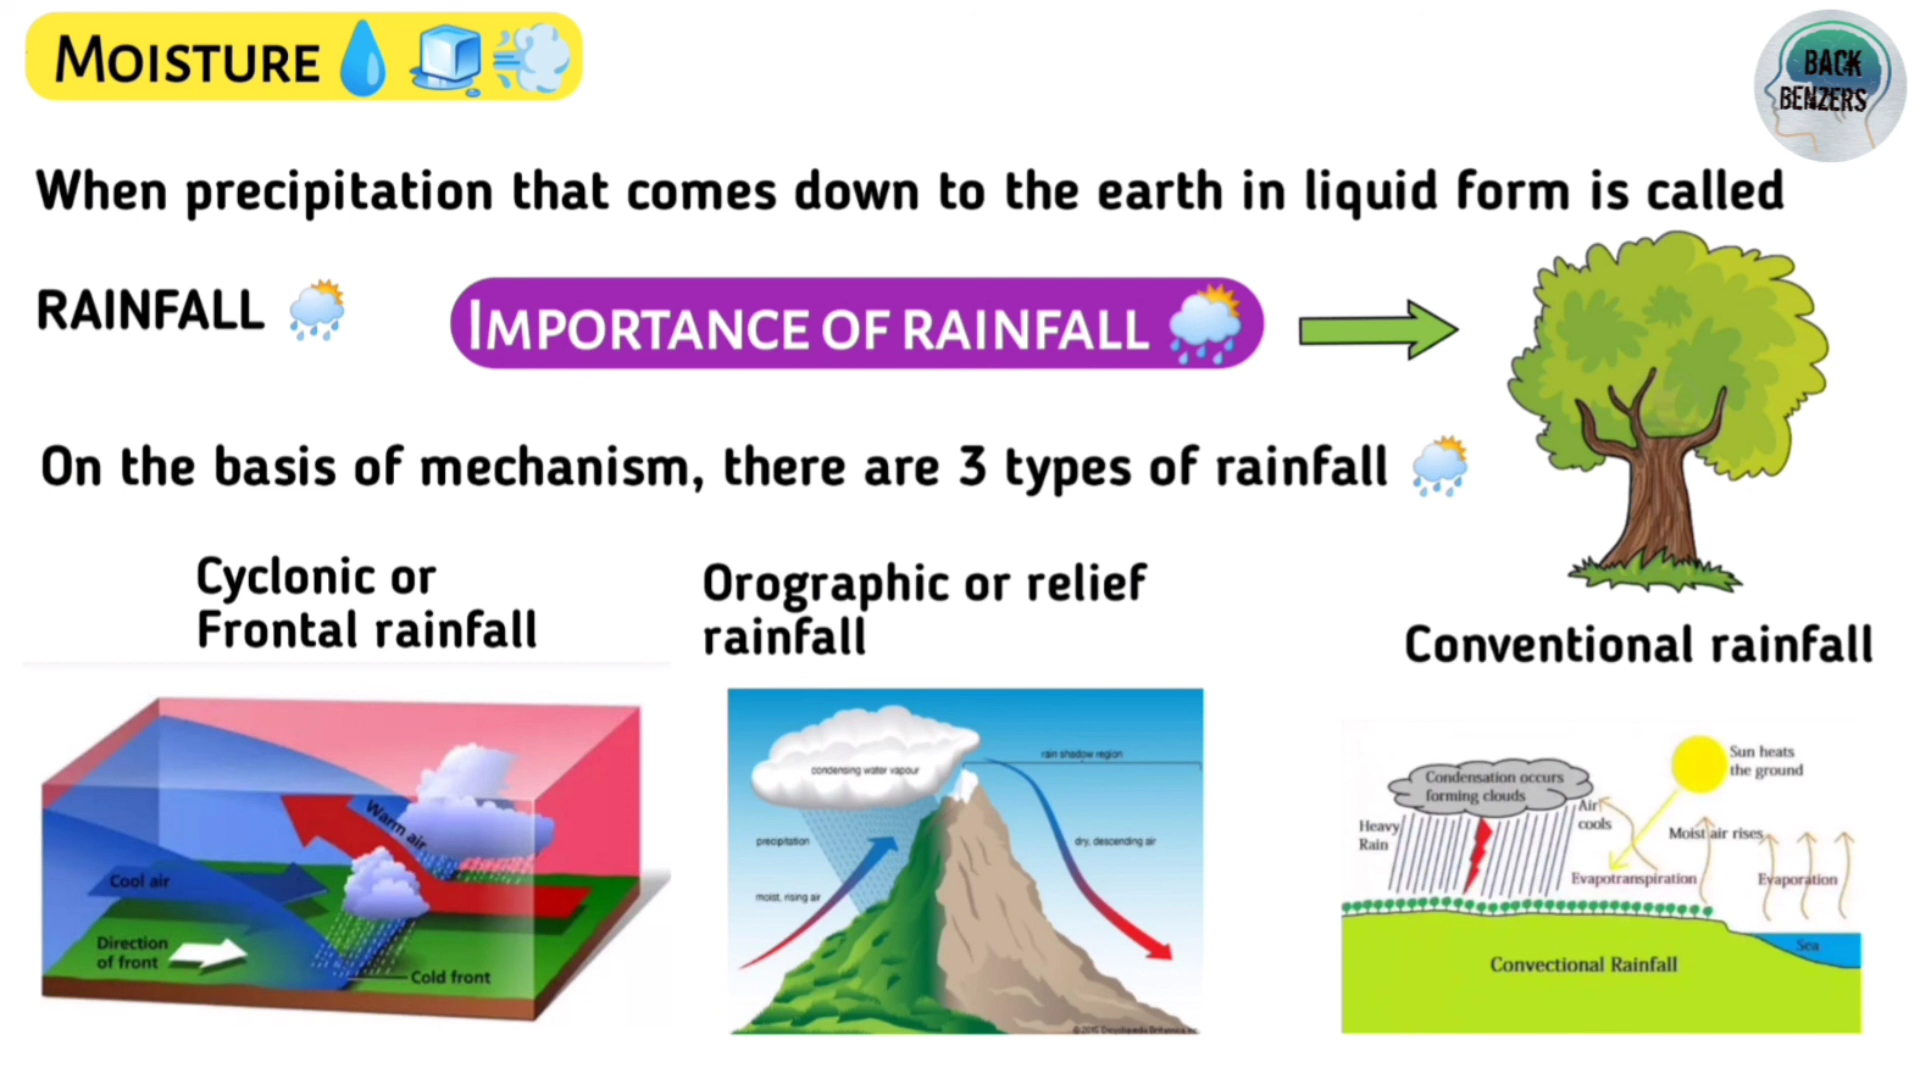 MOISTURE
BACK
BENZERS
When precipitation that comes down to the earth in liquid form is called
RAINFALL
IMPORTANCE OF RAINFALL
On the basis of mechanism, there are 3 types of rainfall
Cyclonic or
Frontal rainfall
Warm air
Cool air
Direction
of front
Cold front
Orographic or relief
rainfall
rain shadow region
condensing water vapour
precipitation
dry, descending air
moist, rising air
© 2015 Encyclopædia Britannica, Inc.
Conventional rainfall
Sun heats
the ground
Condensation occurs
forming clouds
Air
cools
Heavy
Rain
Moist air rises
Evapotranspiration
Evaporation
Sea
Convectional Rainfall